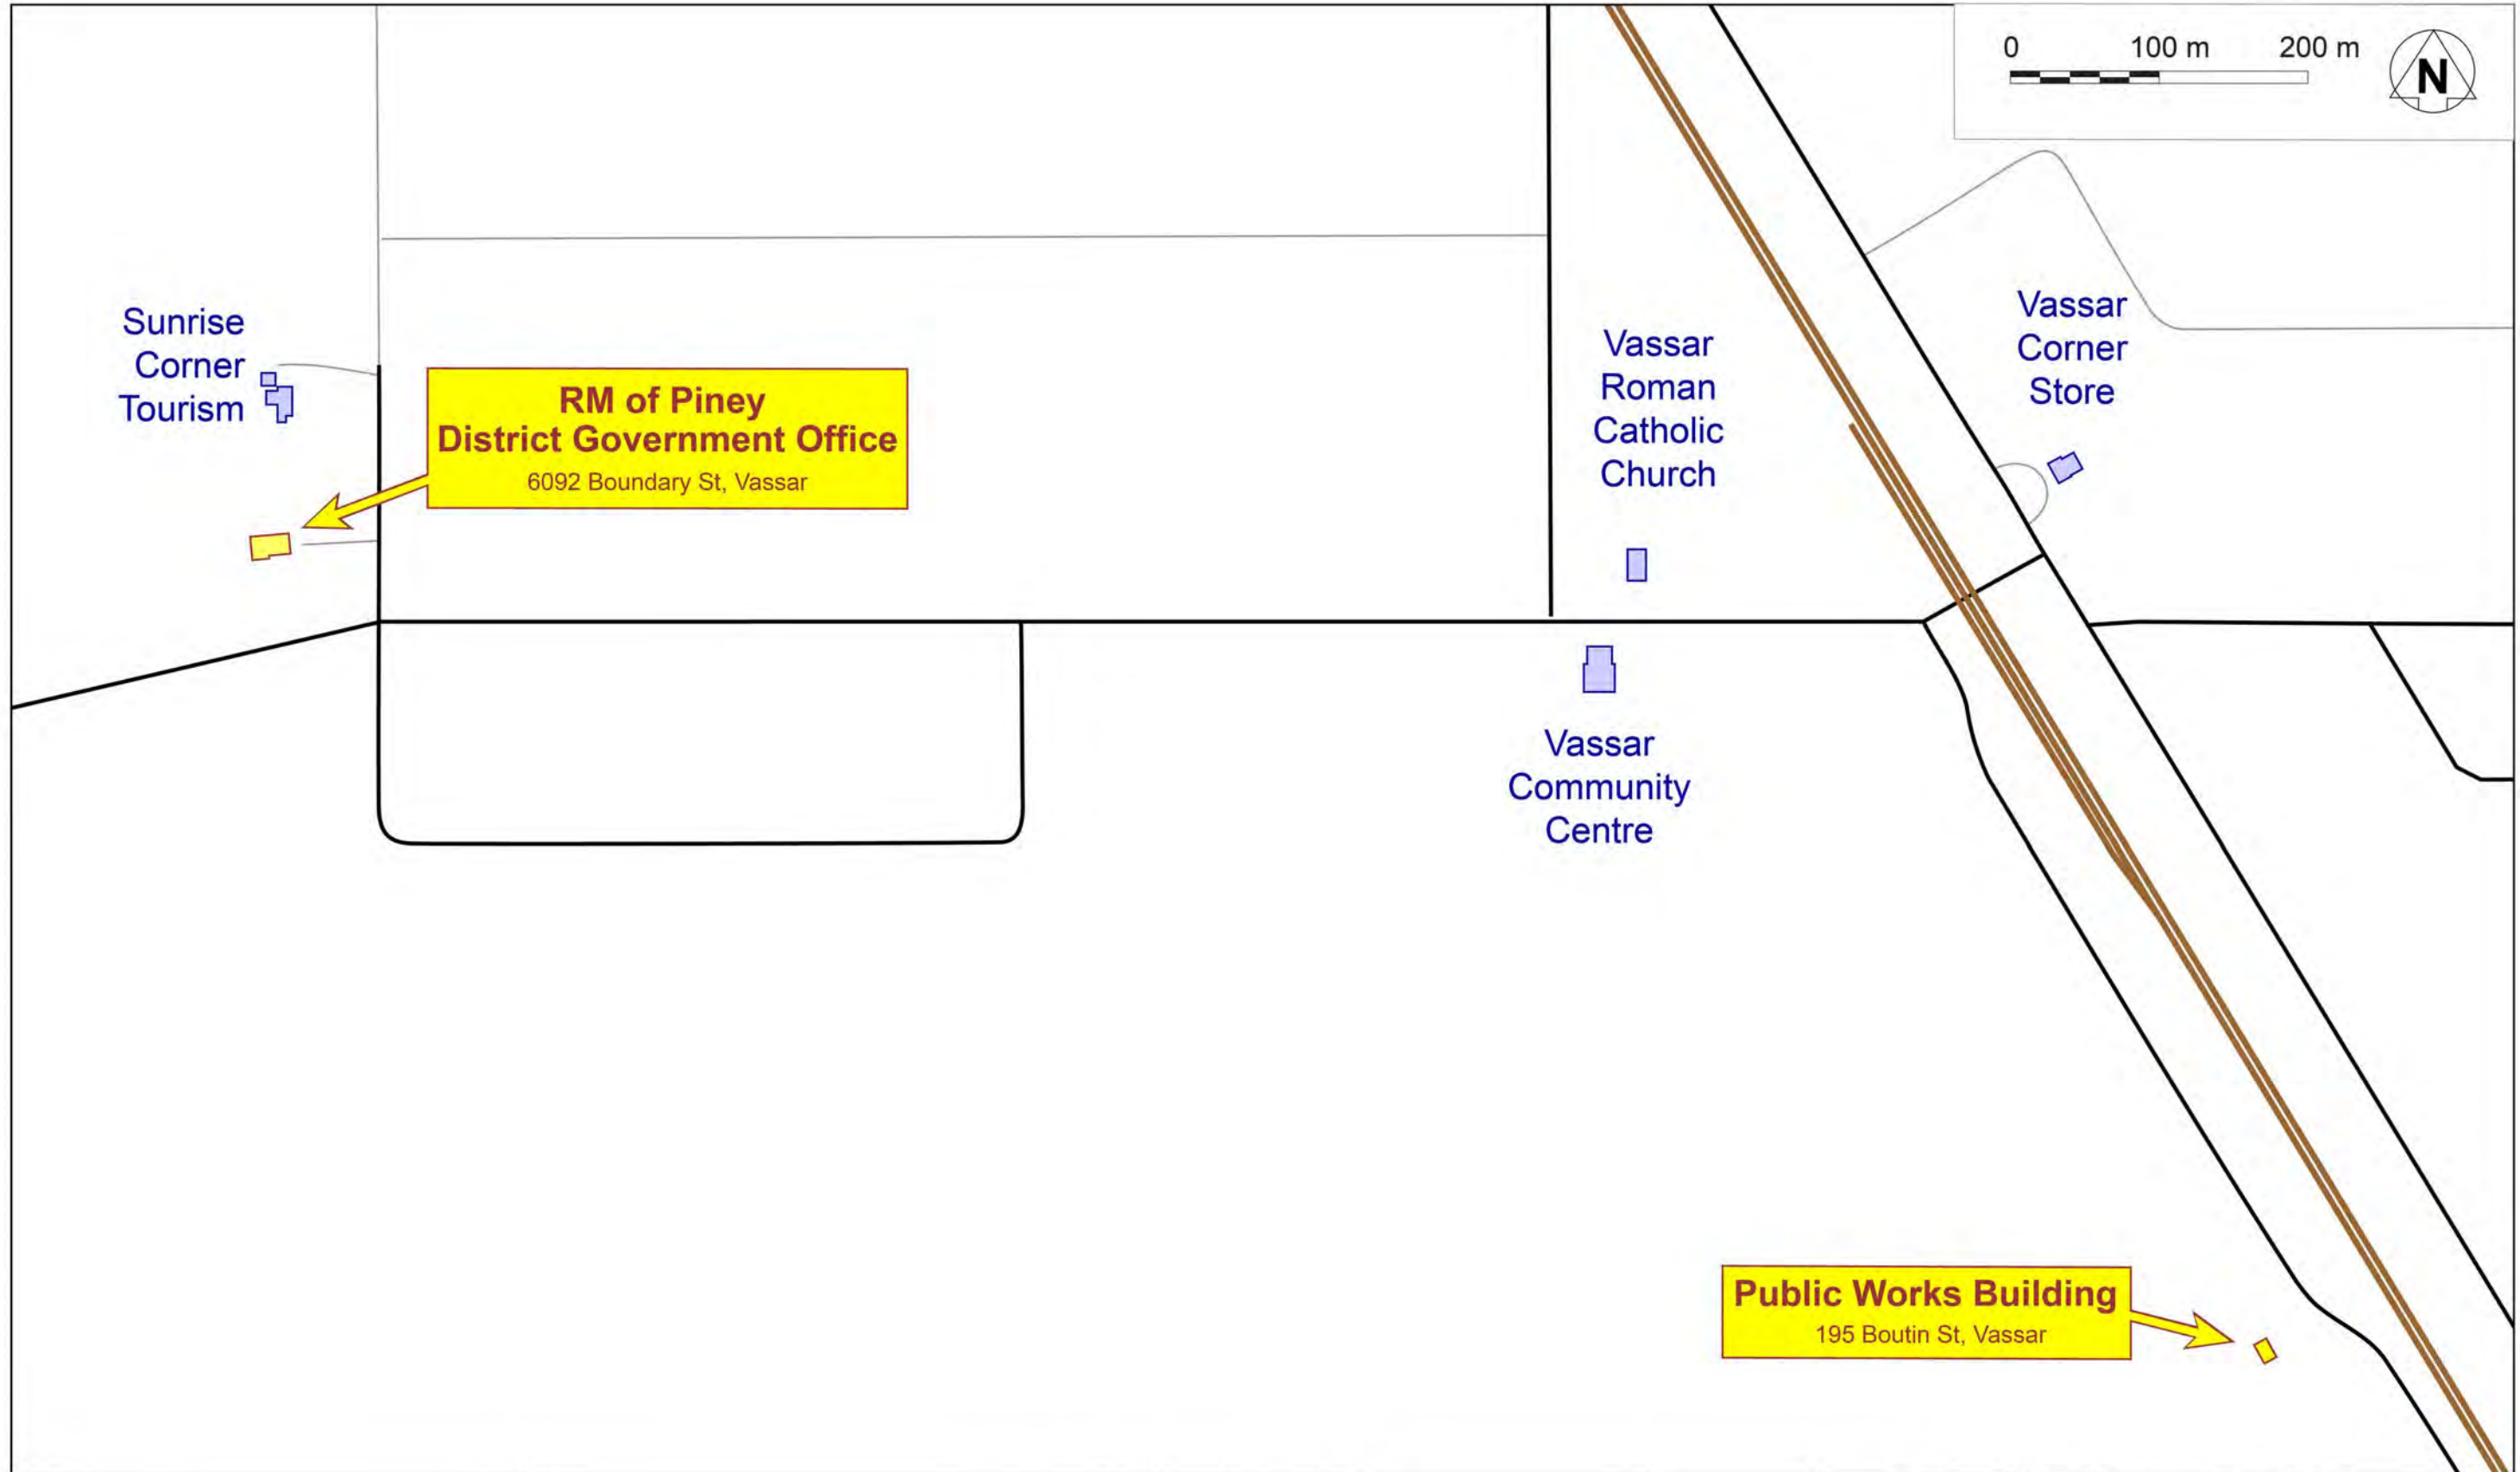 0 100 m 200 m
N
Sunrise
Corner
Tourism
RM of Piney
District Government Office
6092 Boundary St, Vassar
Vassar
Roman
Catholic
Church
Vassar
Corner
Store
Vassar
Community
Centre
Public Works Building
195 Boutin St, Vassar